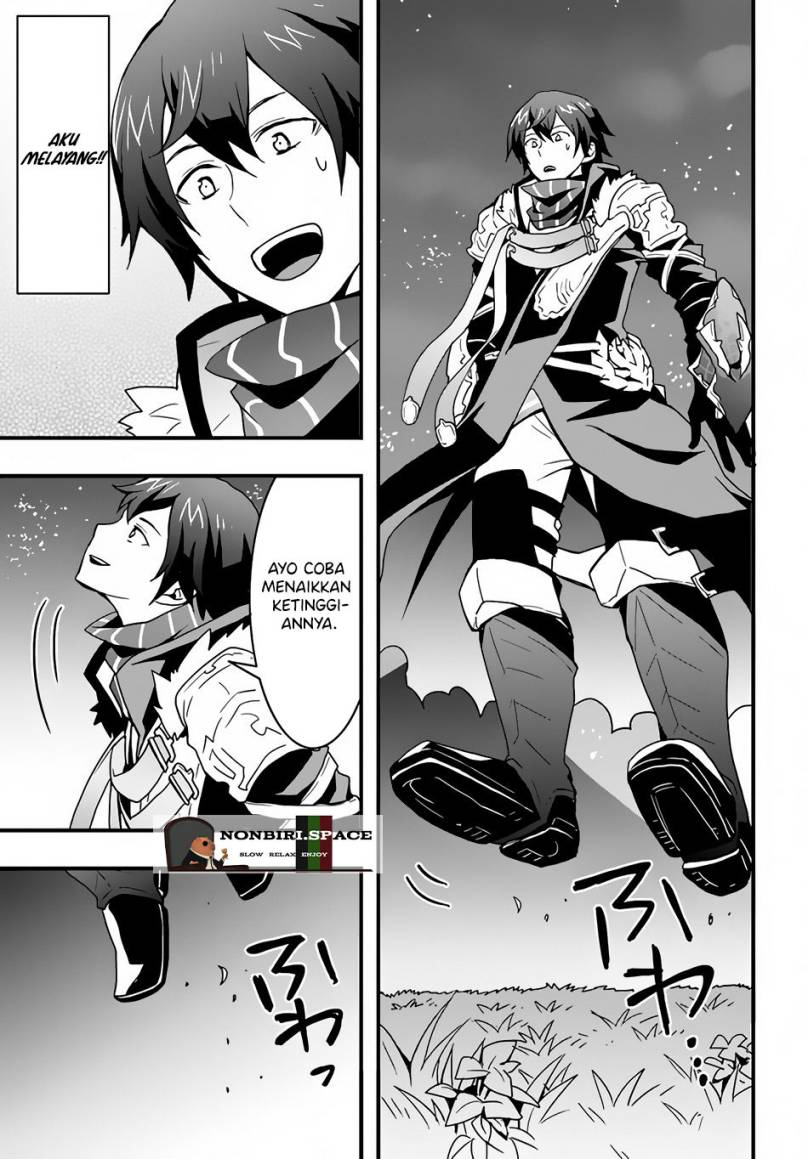 ふわ…
AKU
MELAYANG!!
AYO COBA
MENAIKKAN
KETINGGI-
ANNYA.
NONBIRI.SPACE
SLOW RELAX ENJOY
ふわっ